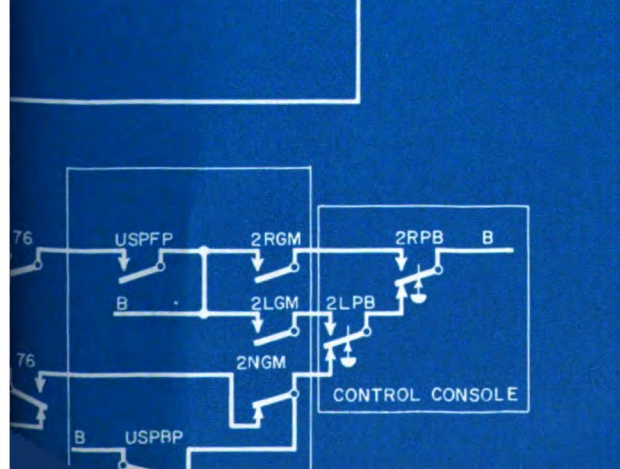 76 USPFP 2RGM 2RPB B
B 2LGM 2LPB
76 2NGM
CONTROL CONSOLE
B USPBP